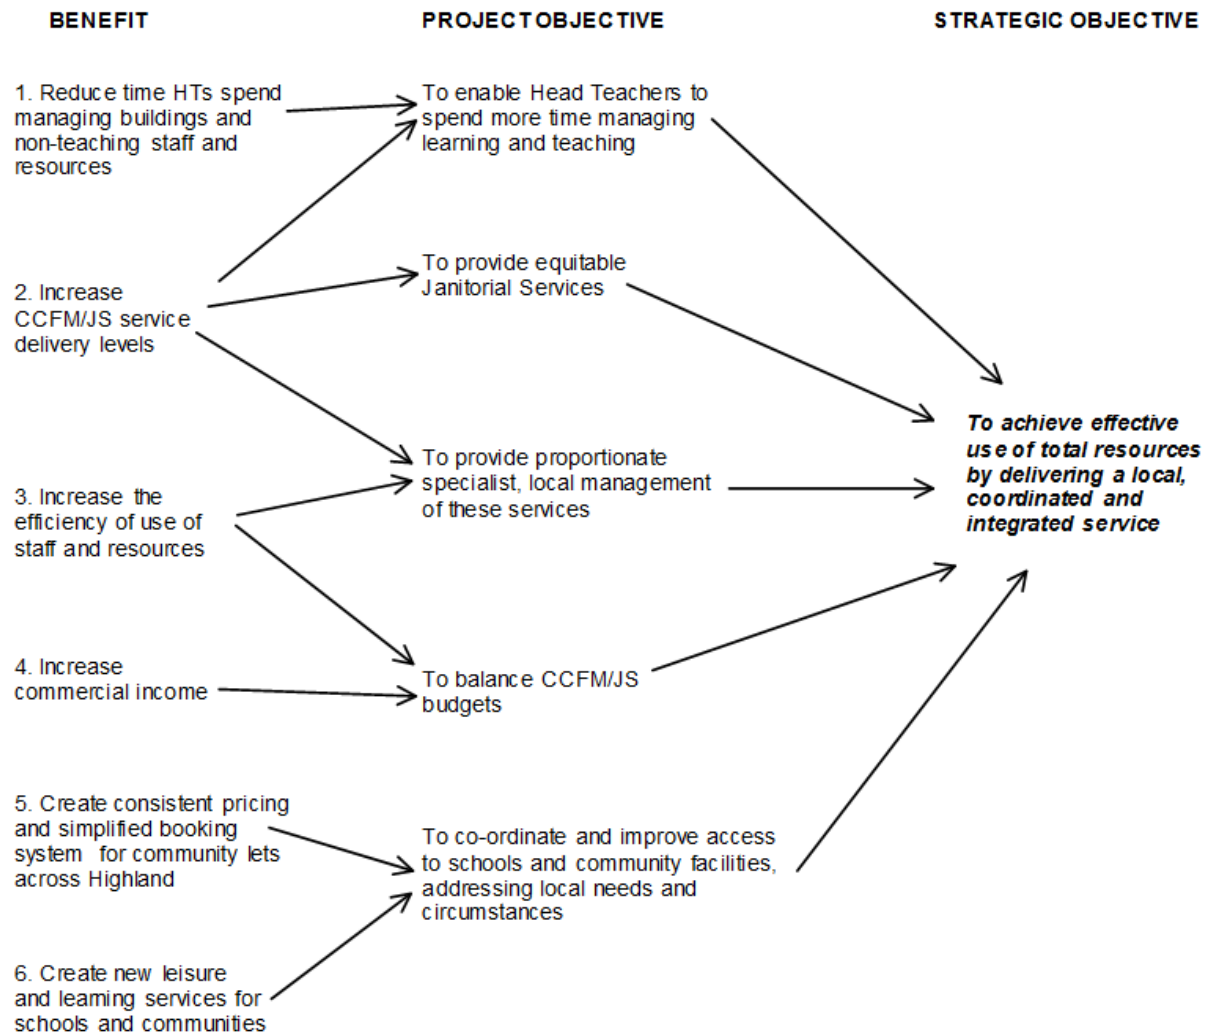 BENEFIT
PROJECT OBJECTIVE
STRATEGIC OBJECTIVE
1. Reduce time HTs spend
managing buildings and
non-teaching staff and
resources
To enable Head Teachers to
spend more time managing
learning and teaching
2. Increase
CCFM/JS service
delivery levels
To provide equitable
Janitorial Services
3. Increase the
efficiency of use of
staff and resources
To provide proportionate
specialist, local management
of these services
To achieve effective
use of total resources
by delivering a local,
coordinated and
integrated service
4. Increase
commercial income
To balance CCFM/JS
budgets
5. Create consistent pricing
and simplified booking
system for community lets
across Highland
To co-ordinate and improve access
to schools and community facilities,
addressing local needs and
circumstances
6. Create new leisure
and learning services for
schools and communities